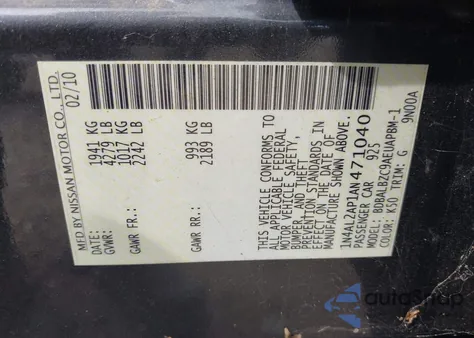 MFD BY NISSAN MOTOR CO., LTD.
02/10
GVWR: 1941 KG
4279 LB
GAWR FR: 1017 KG
2242 LB
GAWR RR: 993 KG
2189 LB
THIS VEHICLE CONFORMS TO
ALL APPLICABLE FEDERAL
MOTOR VEHICLE SAFETY,
BUMPER, AND THEFT
PREVENTION STANDARDS IN
EFFECT ON THE DATE OF
MANUFACTURE SHOWN ABOVE.
1N4AL2AP1AN471040
PASSENGER CAR 925
MODEL: BDBALBZC9AEUAPBM-1
COLOR: K50 TRIM: G 9N00A
autoSnap